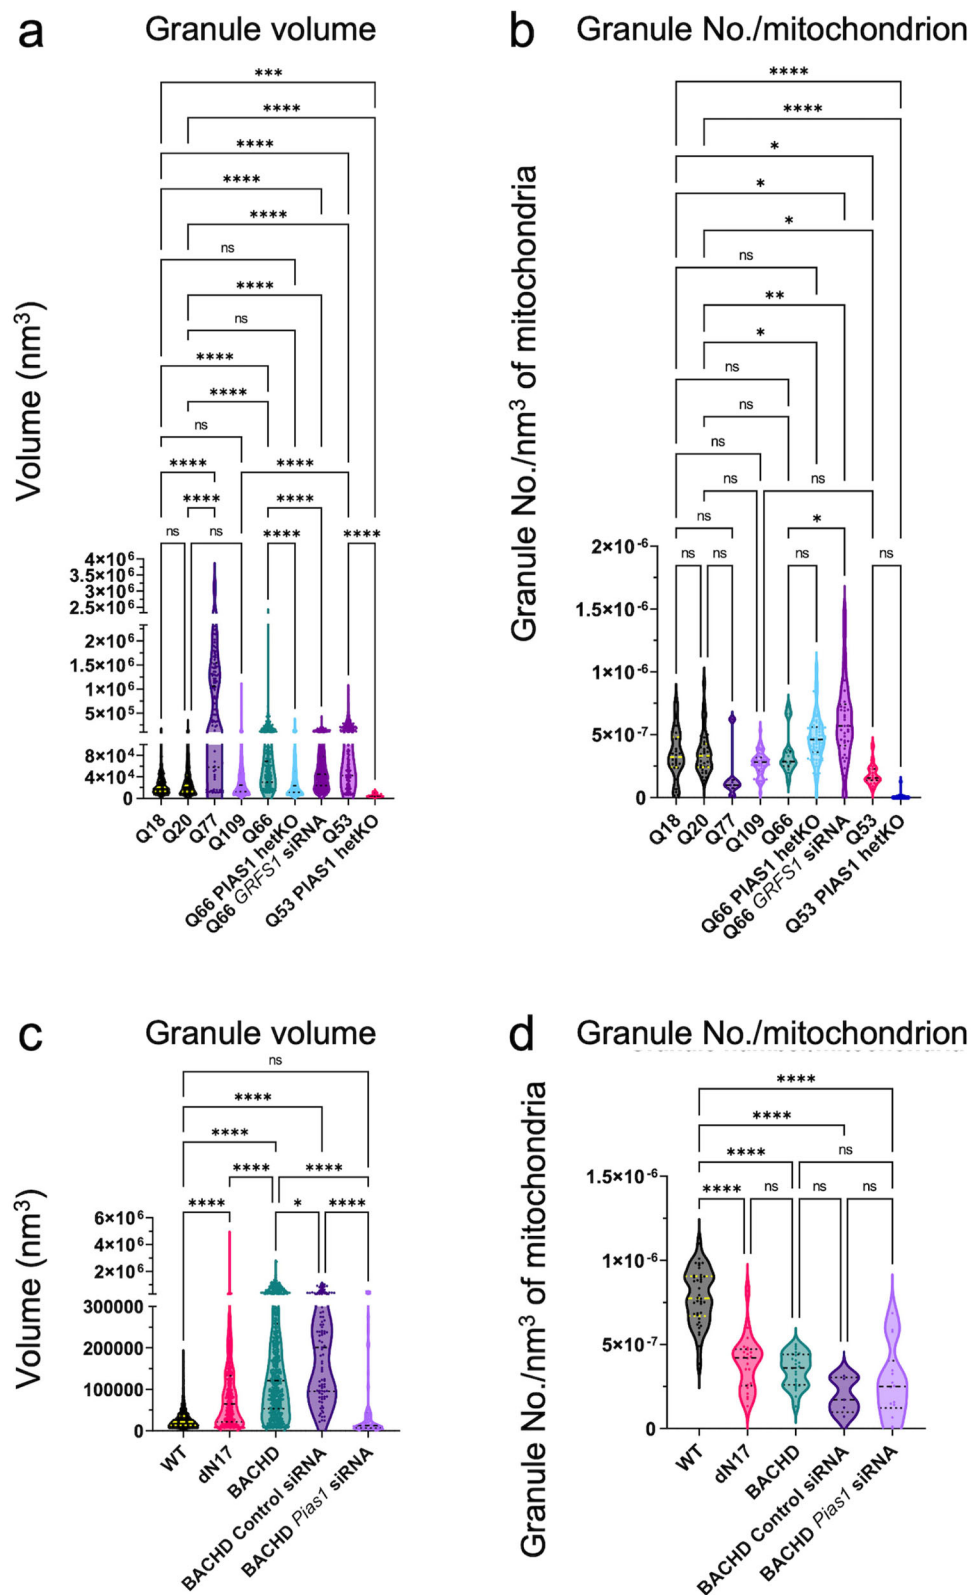 a
Granule volume
***
****
****
****
****
ns
****
ns
****
****
ns
****
****
****
****
ns
ns
****
****
Volume (nm³)
4×10⁶
3.5×10⁶
3×10⁶
2.5×10⁶
2×10⁶
1.5×10⁶
1×10⁶
5×10⁵
8×10⁴
4×10⁴
0
Q18
Q20
Q77
Q109
Q66
Q66 PIAS1 hetKO
Q66 GRFS1 siRNA
Q53
Q53 PIAS1 hetKO
b
Granule No./mitochondrion
****
****
*
*
*
ns
**
*
ns
ns
ns
ns
ns
ns
*
ns
ns
ns
ns
Granule No./nm³ of mitochondria
2×10⁻⁶
1.5×10⁻⁶
1×10⁻⁶
5×10⁻⁷
0
Q18
Q20
Q77
Q109
Q66
Q66 PIAS1 hetKO
Q66 GRFS1 siRNA
Q53
Q53 PIAS1 hetKO
c
Granule volume
ns
****
****
****
****
****
*
****
Volume (nm³)
6×10⁶
4×10⁶
2×10⁶
300000
200000
100000
0
WT
dN17
BACHD
BACHD Control siRNA
BACHD Pias1 siRNA
d
Granule No./mitochondrion
****
****
****
ns
****
ns
ns
ns
Granule No./nm³ of mitochondria
1.5×10⁻⁶
1×10⁻⁶
5×10⁻⁷
0
WT
dN17
BACHD
BACHD Control siRNA
BACHD Pias1 siRNA